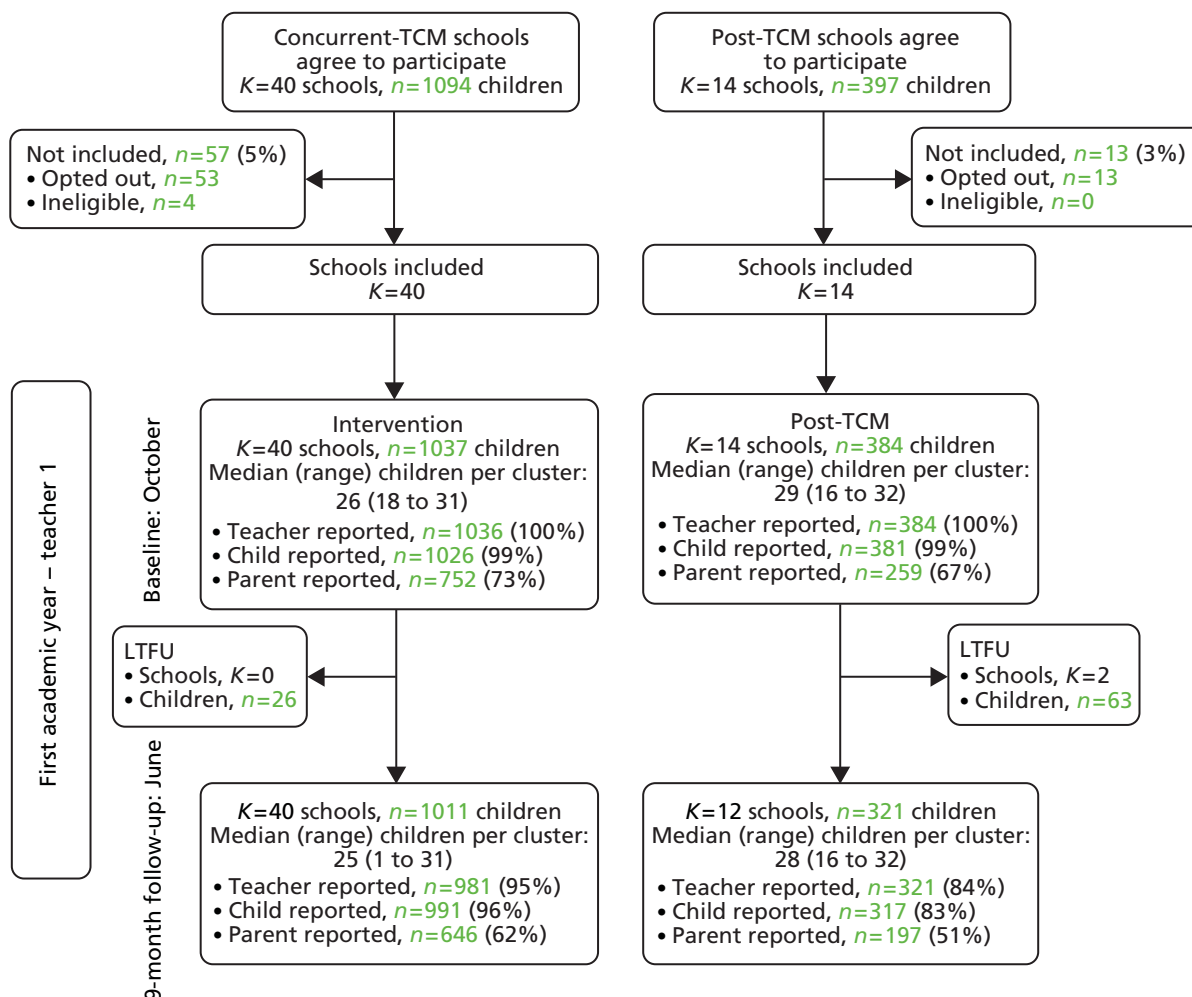 Concurrent-TCM schools
agree to participate
K=40 schools, n=1094 children
Post-TCM schools agree
to participate
K=14 schools, n=397 children
Not included, n=57 (5%)
• Opted out, n=53
• Ineligible, n=4
Not included, n=13 (3%)
• Opted out, n=13
• Ineligible, n=0
Schools included
K=40
Schools included
K=14
First academic year – teacher 1
Baseline: October
Intervention
K=40 schools, n=1037 children
Median (range) children per cluster:
26 (18 to 31)
• Teacher reported, n=1036 (100%)
• Child reported, n=1026 (99%)
• Parent reported, n=752 (73%)
Post-TCM
K=14 schools, n=384 children
Median (range) children per cluster:
29 (16 to 32)
• Teacher reported, n=384 (100%)
• Child reported, n=381 (99%)
• Parent reported, n=259 (67%)
LTFU
• Schools, K=0
• Children, n=26
LTFU
• Schools, K=2
• Children, n=63
9-month follow-up: June
K=40 schools, n=1011 children
Median (range) children per cluster:
25 (1 to 31)
• Teacher reported, n=981 (95%)
• Child reported, n=991 (96%)
• Parent reported, n=646 (62%)
K=12 schools, n=321 children
Median (range) children per cluster:
28 (16 to 32)
• Teacher reported, n=321 (84%)
• Child reported, n=317 (83%)
• Parent reported, n=197 (51%)